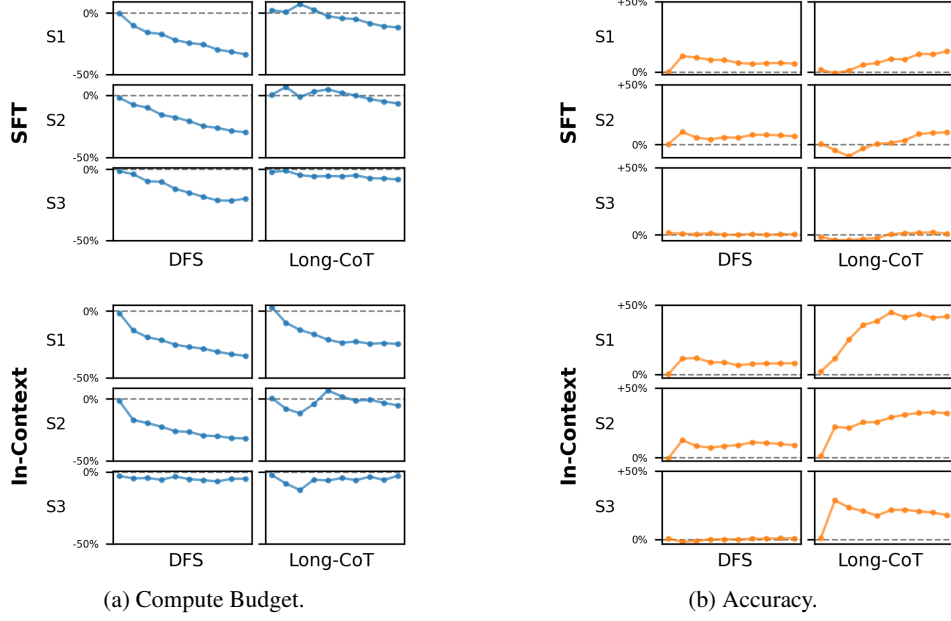 SFT
S1
0%
-50%
S2
0%
-50%
S3
0%
-50%
DFS
Long-CoT
In-Context
S1
0%
-50%
S2
0%
-50%
S3
0%
-50%
DFS
Long-CoT
(a) Compute Budget.
SFT
S1
+50%
0%
S2
+50%
0%
S3
+50%
0%
DFS
Long-CoT
In-Context
S1
+50%
0%
S2
+50%
0%
S3
+50%
0%
DFS
Long-CoT
(b) Accuracy.